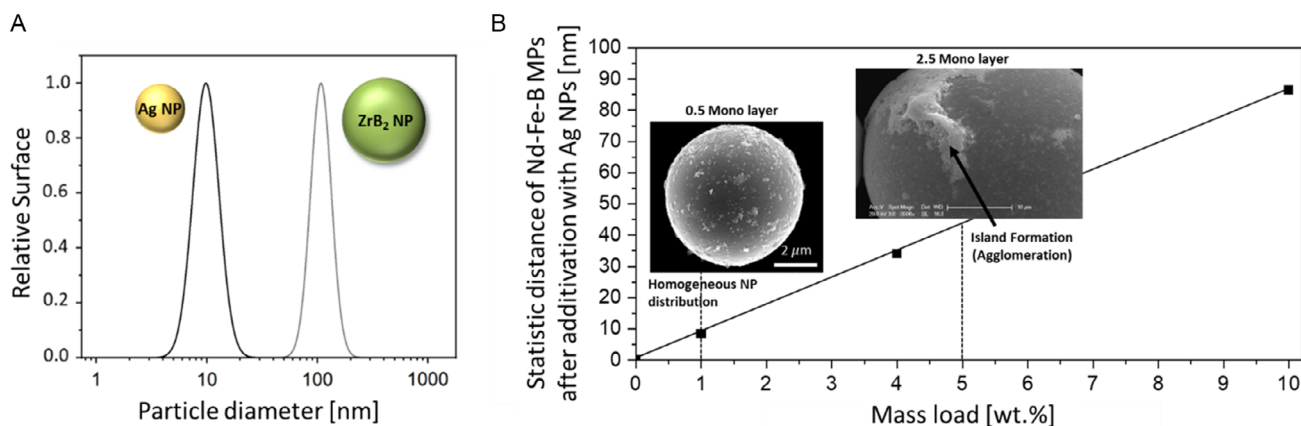 A
Relative Surface
1.0
0.8
0.6
0.4
0.2
0.0
Ag NP
ZrB₂ NP
1
10
100
1000
Particle diameter [nm]
B
Statistic distance of Nd-Fe-B MPs
after additivation with Ag NPs [nm]
100
90
80
70
60
50
40
30
20
10
0
0.5 Mono layer
2 μm
Homogeneous NP
distribution
2.5 Mono layer
Island Formation
(Agglomeration)
0
1
2
3
4
5
6
7
8
9
10
Mass load [wt.%]